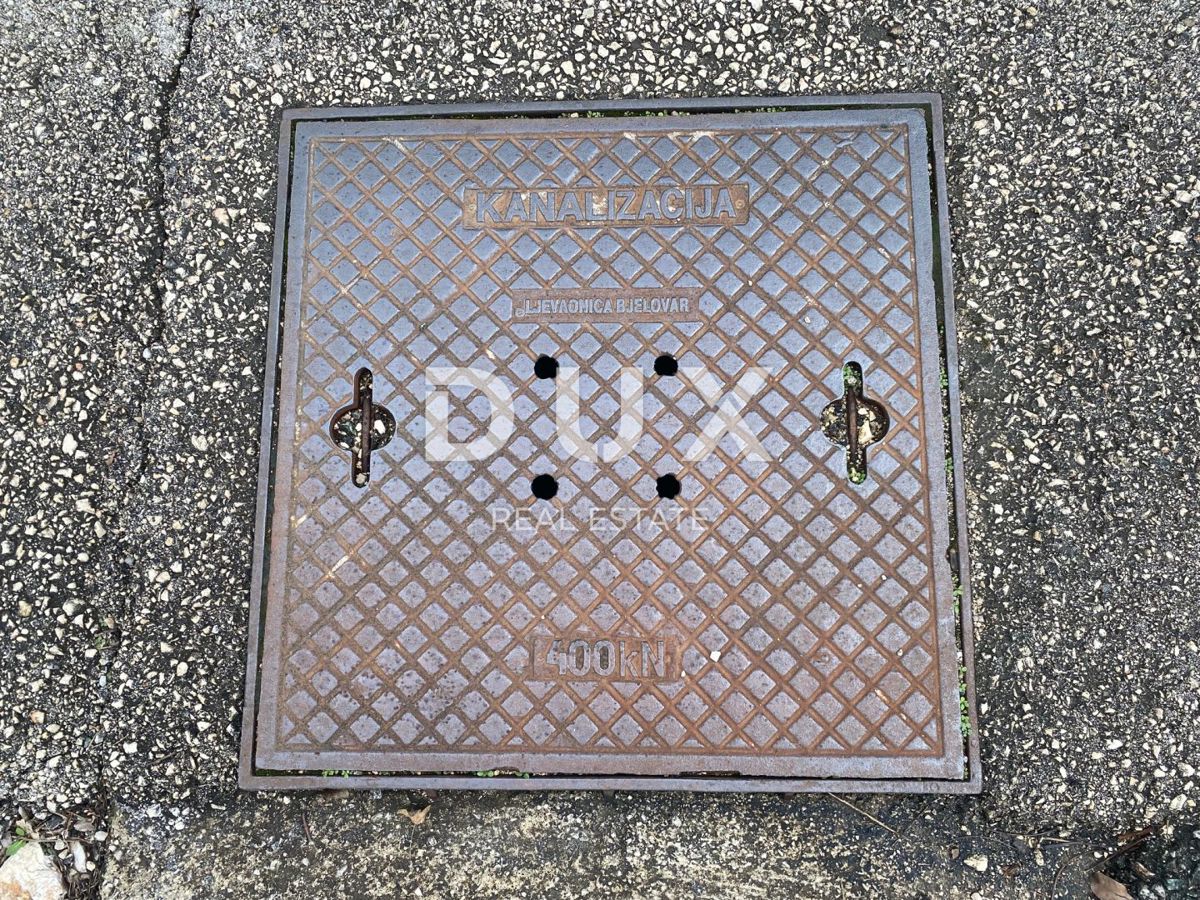 KANALIZACIJA
LJEVAONICA BJELOVAR
DUX
REAL ESTATE
400kN